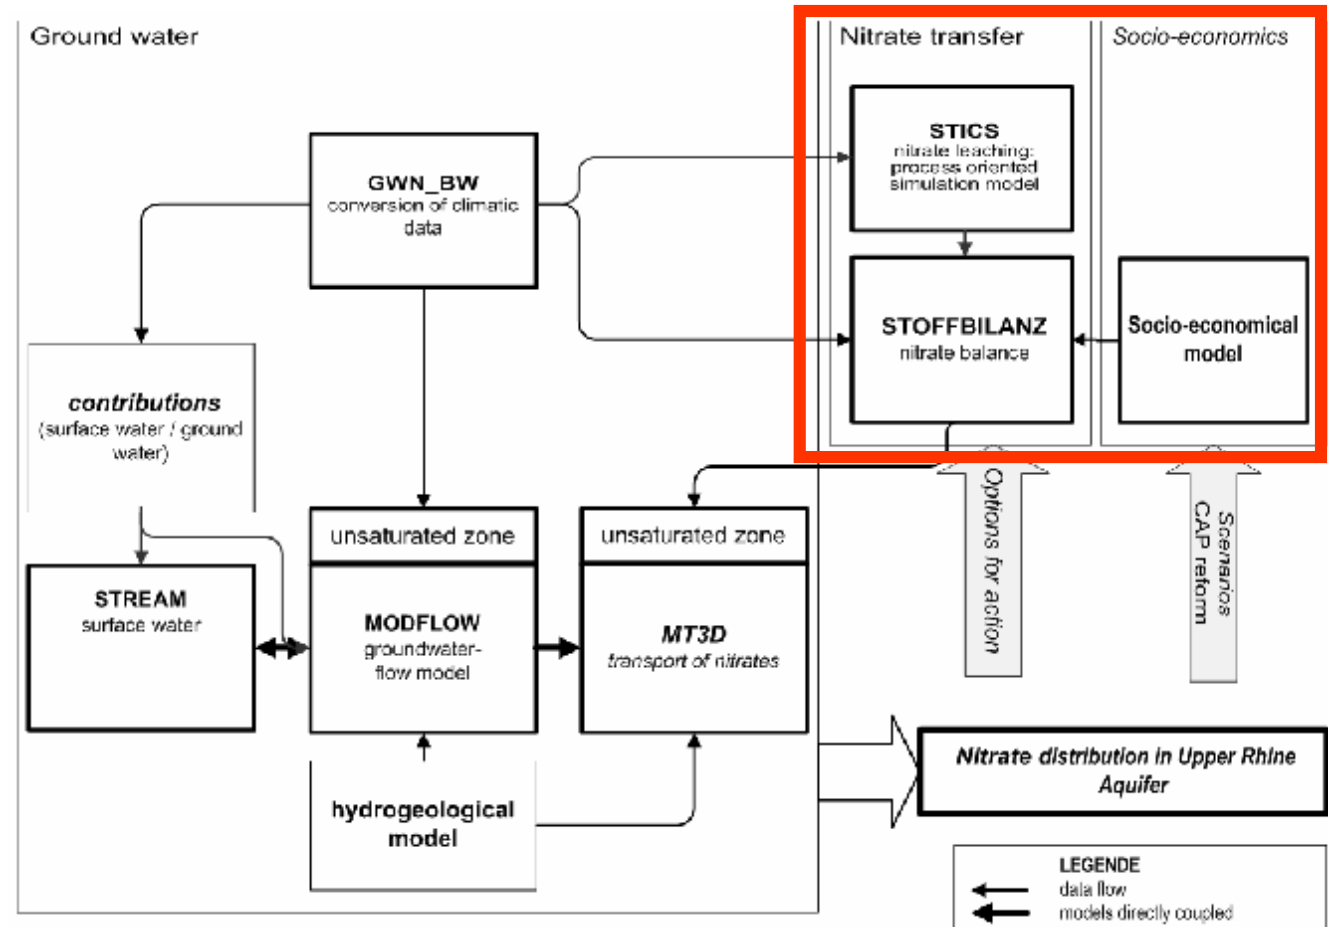 Ground water
Nitrate transfer
Socio-economics
STICS
nitrate leaching:
process oriented
simulation model
GWN_BW
conversion of climatic
data
STOFFBILANZ
nitrate balance
Socio-economical
model
contributions
(surface water / ground
water)
unsaturated zone
unsaturated zone
Options for action
Scenarios
CAP reform
STREAM
surface water
MODFLOW
groundwater-
flow model
MT3D
transport of nitrates
Nitrate distribution in Upper Rhine
Aquifer
hydrogeological
model
LEGENDE
data flow
models directly coupled